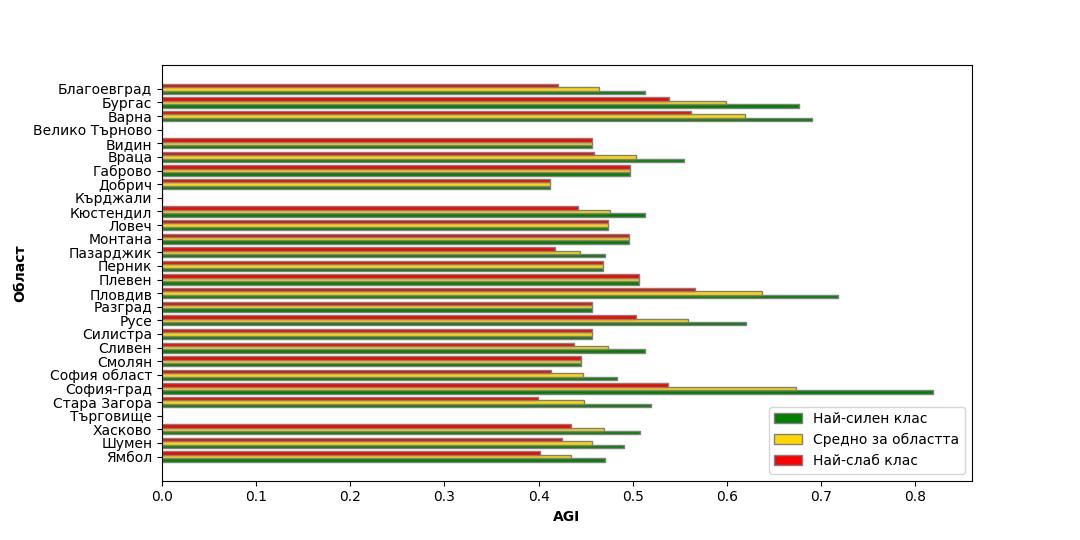 Благоевград
Бургас
Варна
Велико Търново
Видин
Враца
Габрово
Добрич
Кърджали
Кюстендил
Ловеч
Монтана
Пазарджик
Перник
Плевен
Пловдив
Разград
Русе
Силистра
Сливен
Смолян
София област
София-град
Стара Загора
Търговище
Хасково
Шумен
Ямбол
Област
Най-силен клас
Средно за областта
Най-слаб клас
0.0 0.1 0.2 0.3 0.4 0.5 0.6 0.7 0.8
AGI